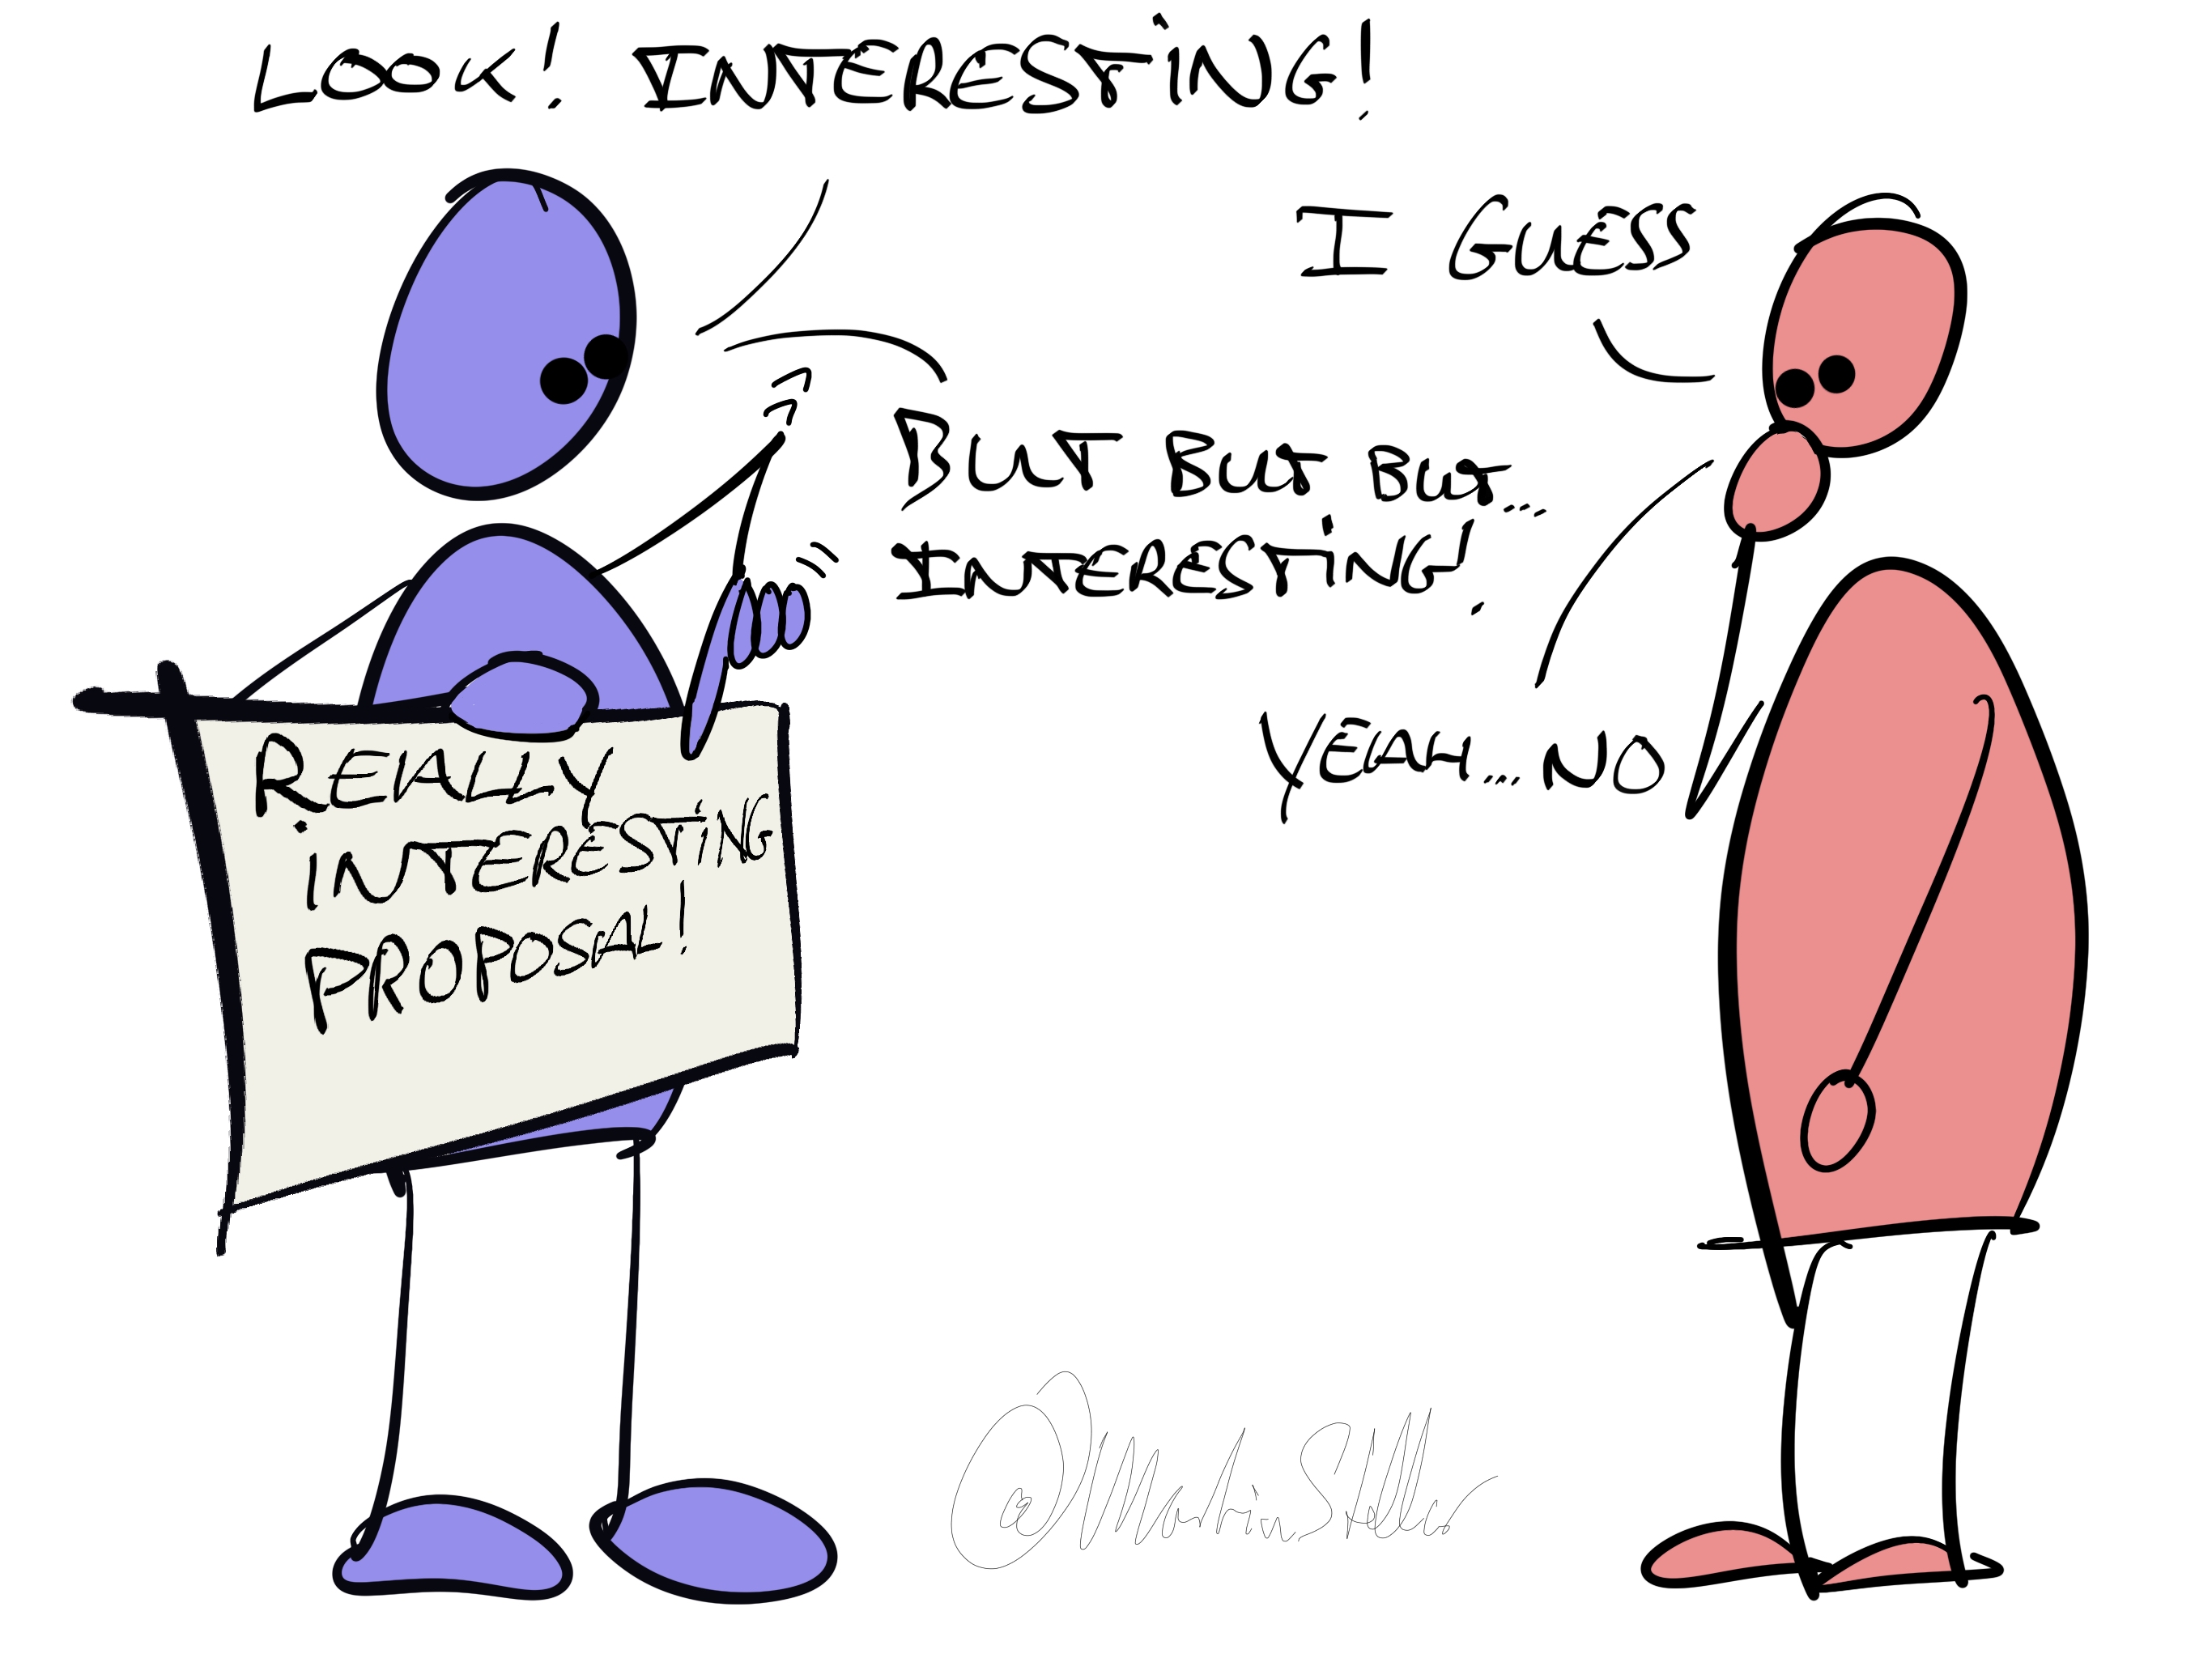 LOOK! INTERESTING!
I GUESS
BUT BUT BUT...
INTERESTING!
YEAH... NO
REALLY
INTERESTING
PROPOSAL!
@MartinStellar